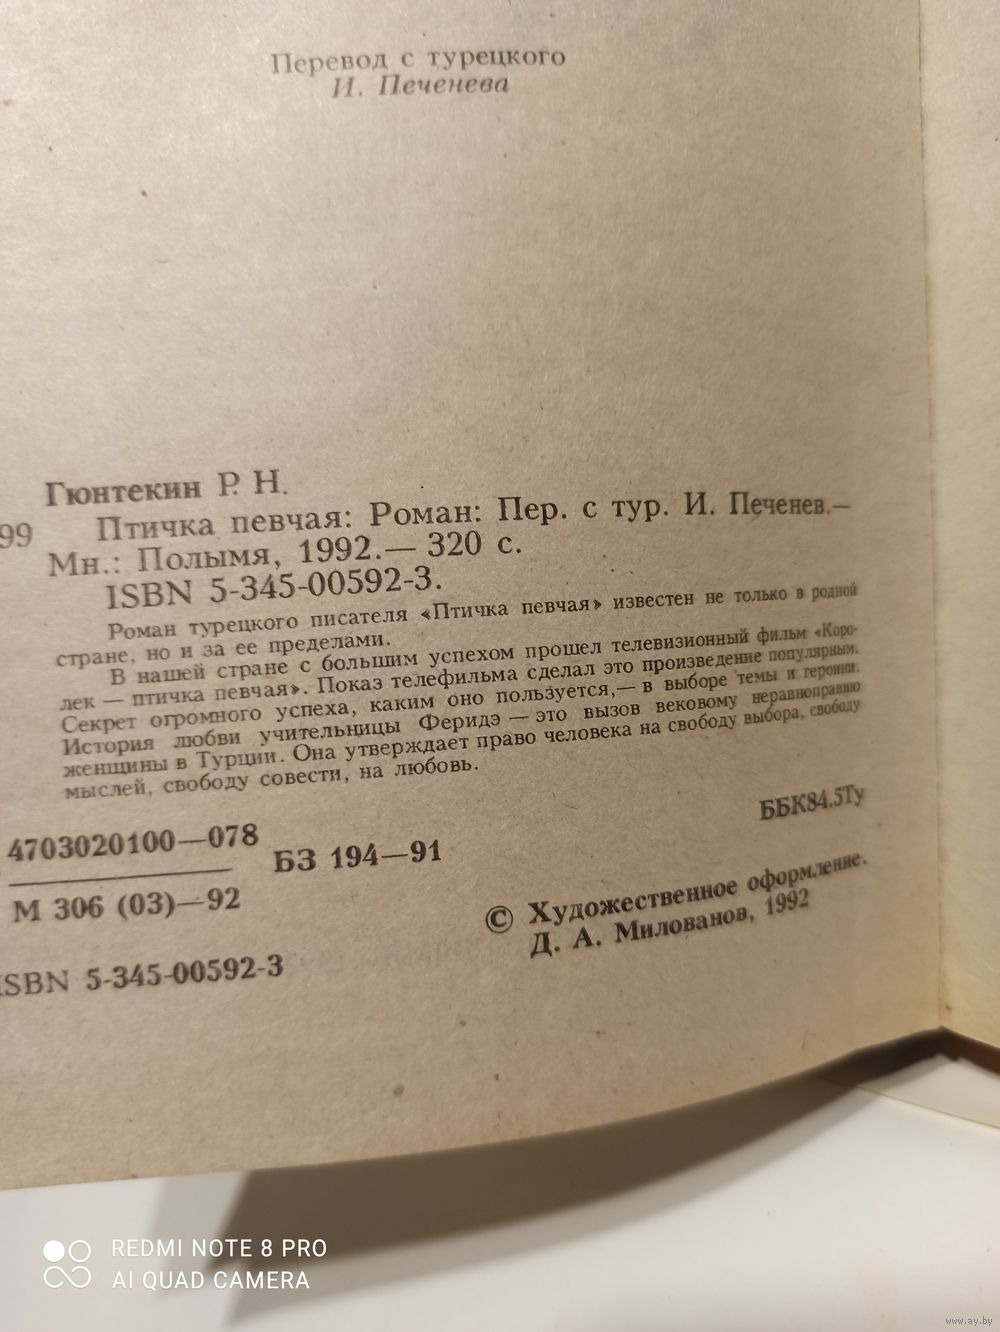 Перевод с турецкого
И. Печенева
Гюнтекин Р. Н.
99 Птичка певчая: Роман: Пер. с тур. И. Печенев.—
Мн.: Полымя, 1992.— 320 с.
ISBN 5-345-00592-3.
Роман турецкого писателя «Птичка певчая» известен не только в родной
стране, но и за ее пределами.
В нашей стране с большим успехом прошел телевизионный фильм «Коро-
лек — птичка певчая». Показ телефильма сделал это произведение популярным.
Секрет огромного успеха, каким оно пользуется,— в выборе темы и героини.
История любви учительницы Феридэ — это вызов вековому неравноправию
женщины в Турции. Она утверждает право человека на свободу выбора, свободу
мыслей, свободу совести, на любовь.
4703020100—078
М 306 (03)—92
БЗ 194—91
ББК84.5Ту
© Художественное оформление.
Д. А. Милованов, 1992
ISBN 5-345-00592-3
REDMI NOTE 8 PRO
AI QUAD CAMERA
www.ay.by